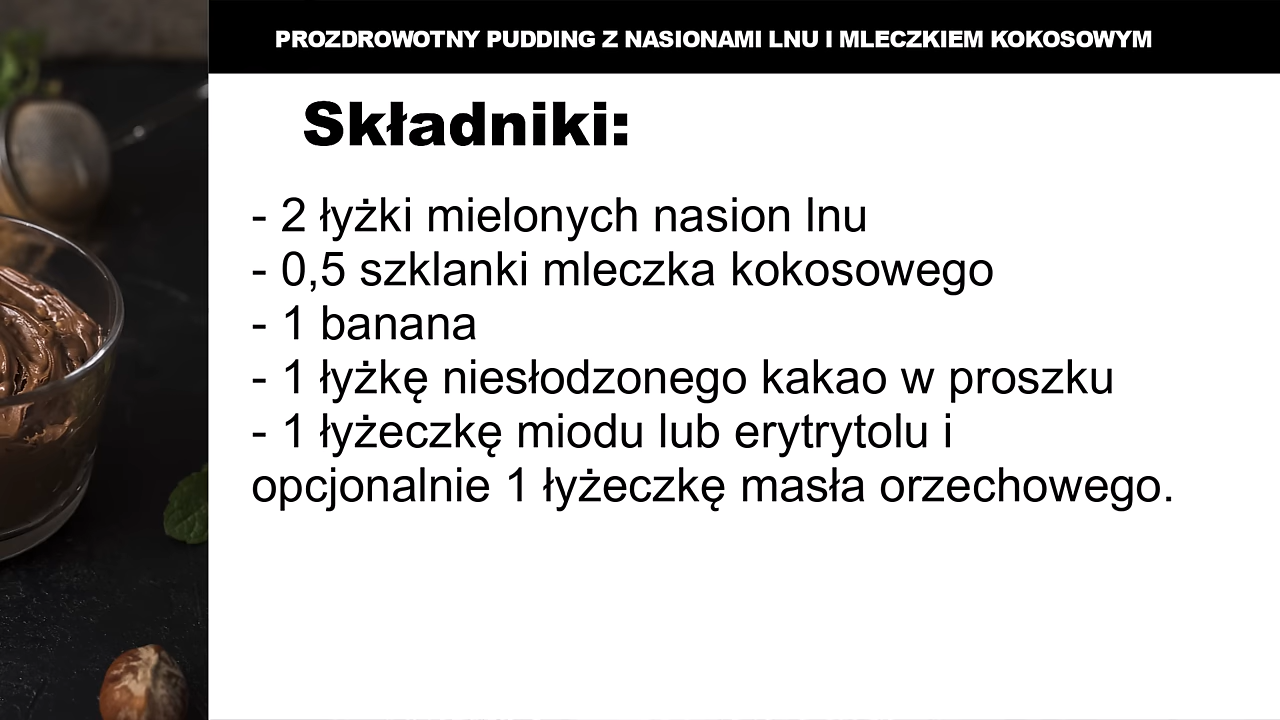 PROZDROWOTNY PUDDING Z NASIONAMI LNU I MLECZKIEM KOKOSOWYM
Składniki:
- 2 łyżki mielonych nasion lnu
- 0,5 szklanki mleczka kokosowego
- 1 banana
- 1 łyżkę niesłodzonego kakao w proszku
- 1 łyżeczkę miodu lub erytrytolu i
opcjonalnie 1 łyżeczkę masła orzechowego.